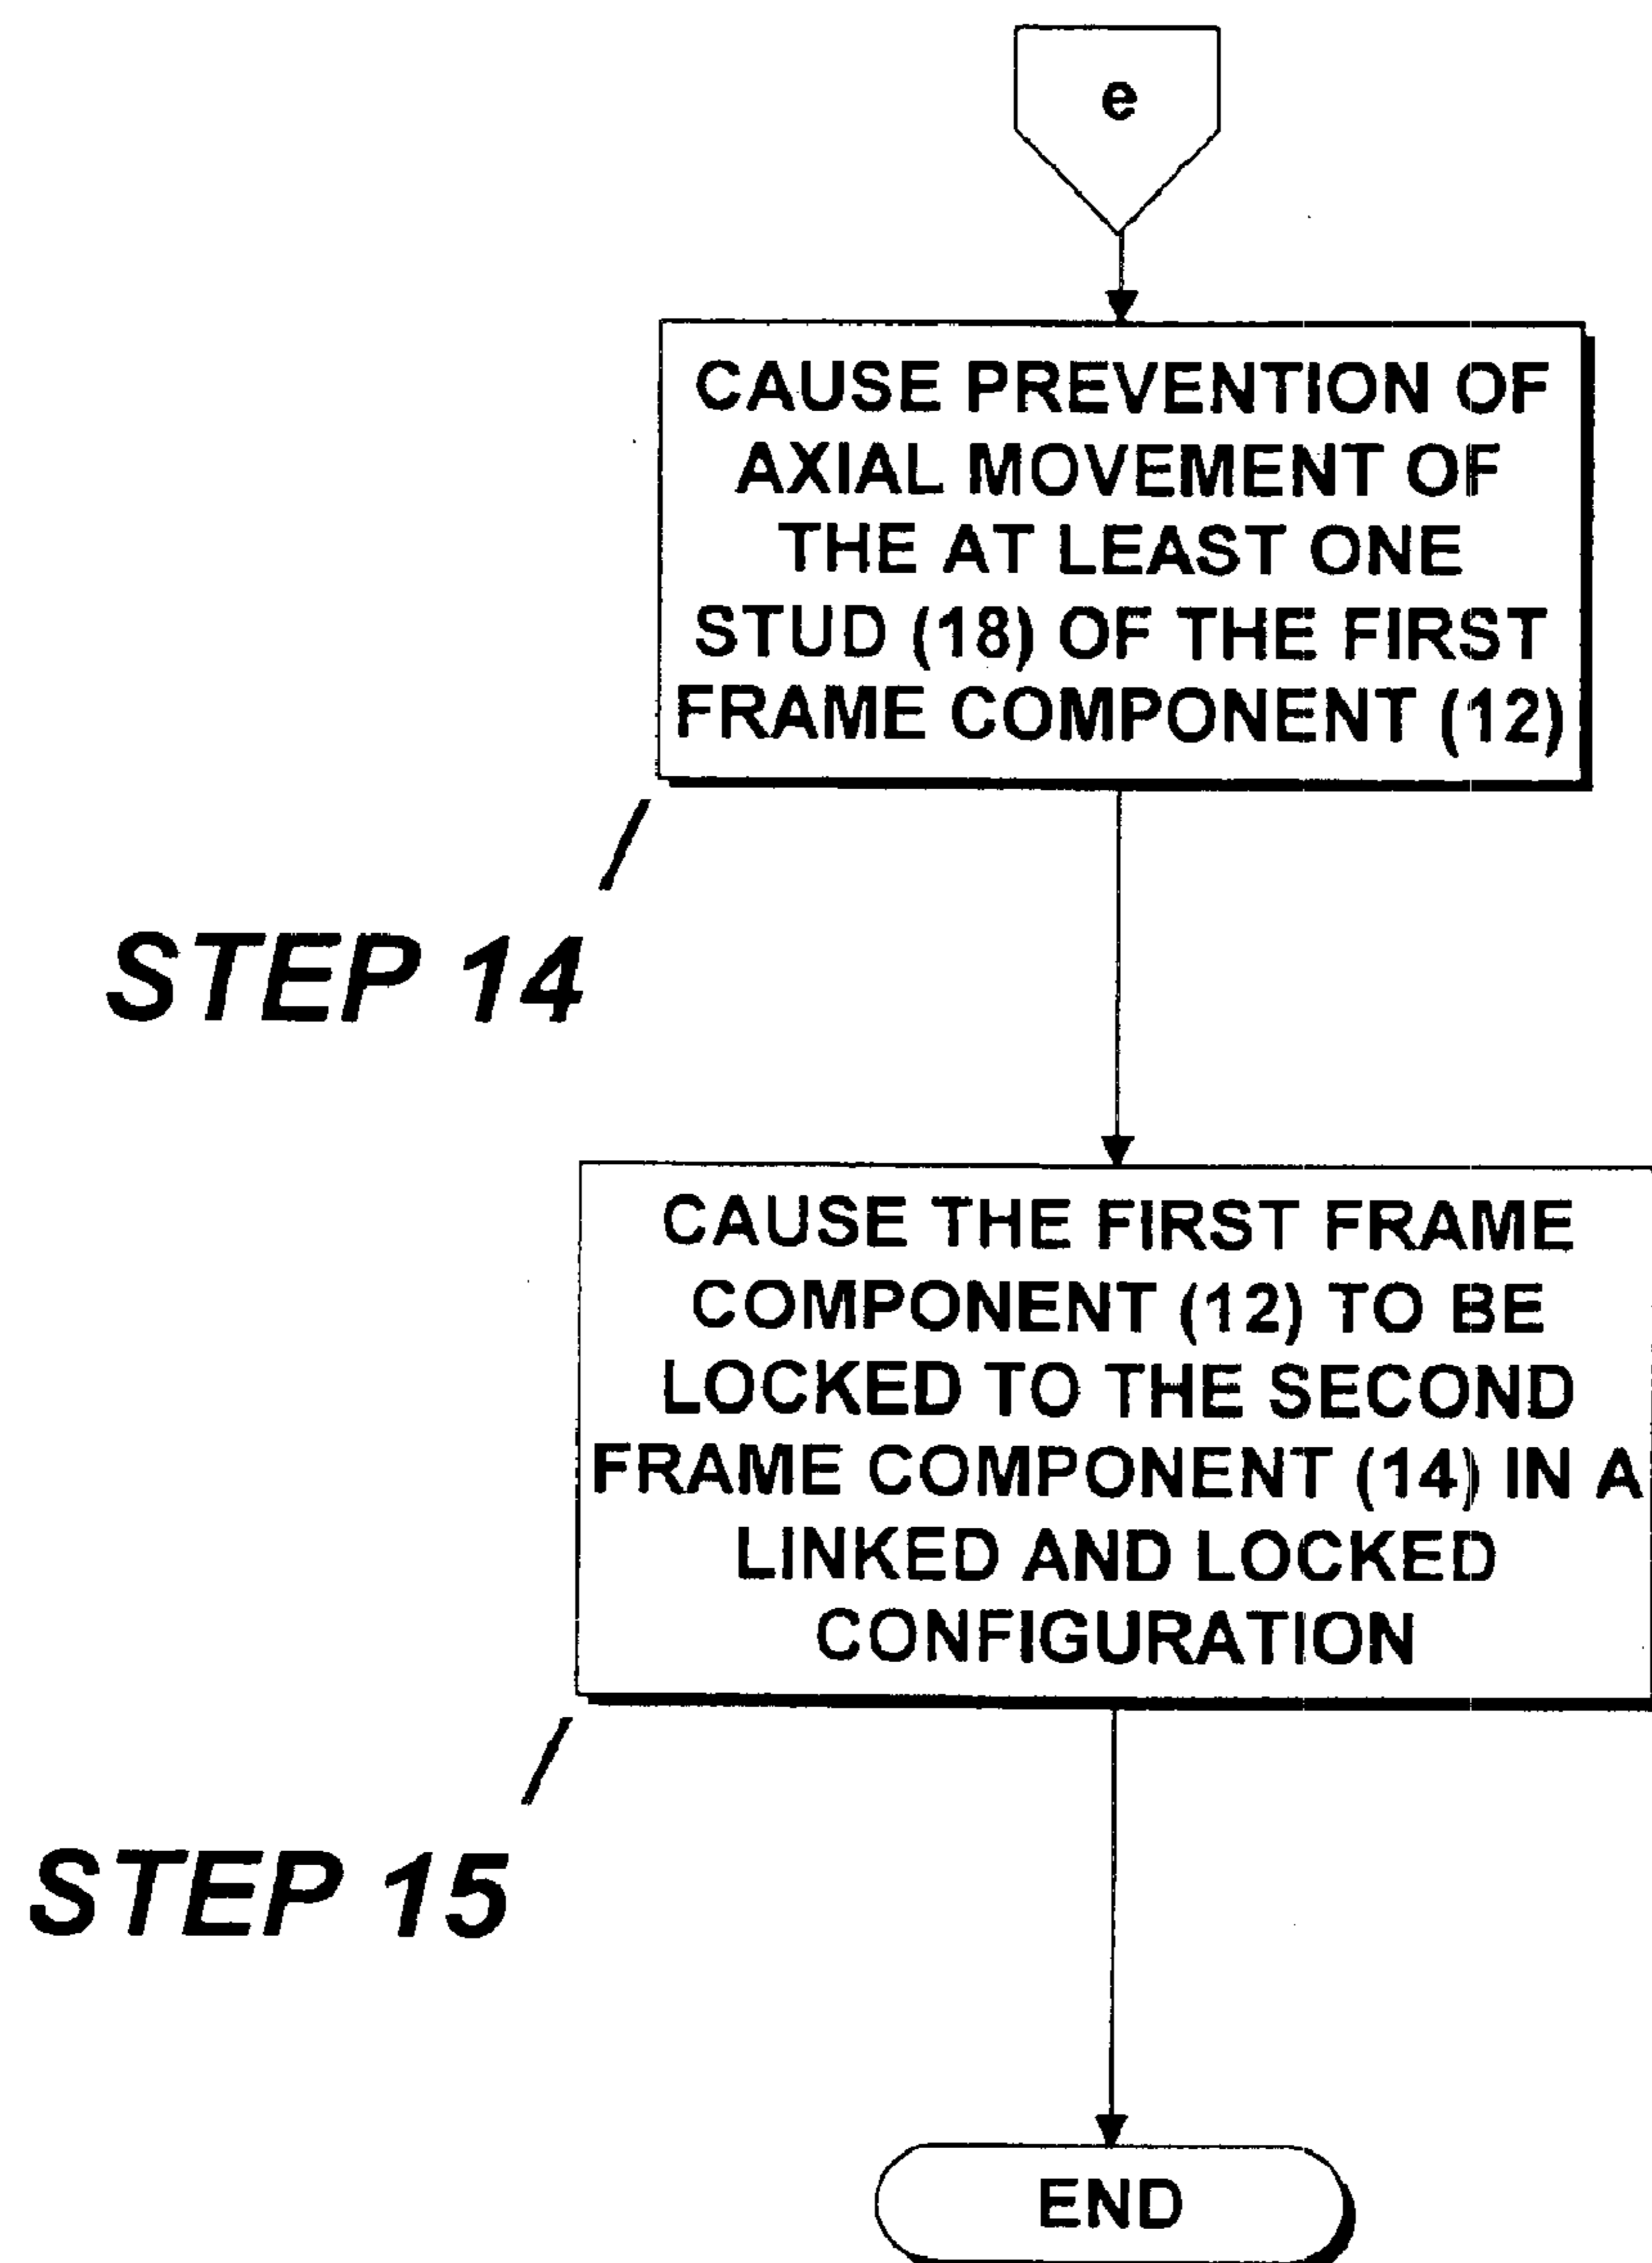 e
CAUSE PREVENTION OF
AXIAL MOVEMENT OF
THE AT LEAST ONE
STUD (18) OF THE FIRST
FRAME COMPONENT (12)
STEP 14
CAUSE THE FIRST FRAME
COMPONENT (12) TO BE
LOCKED TO THE SECOND
FRAME COMPONENT (14) IN A
LINKED AND LOCKED
CONFIGURATION
STEP 15
END